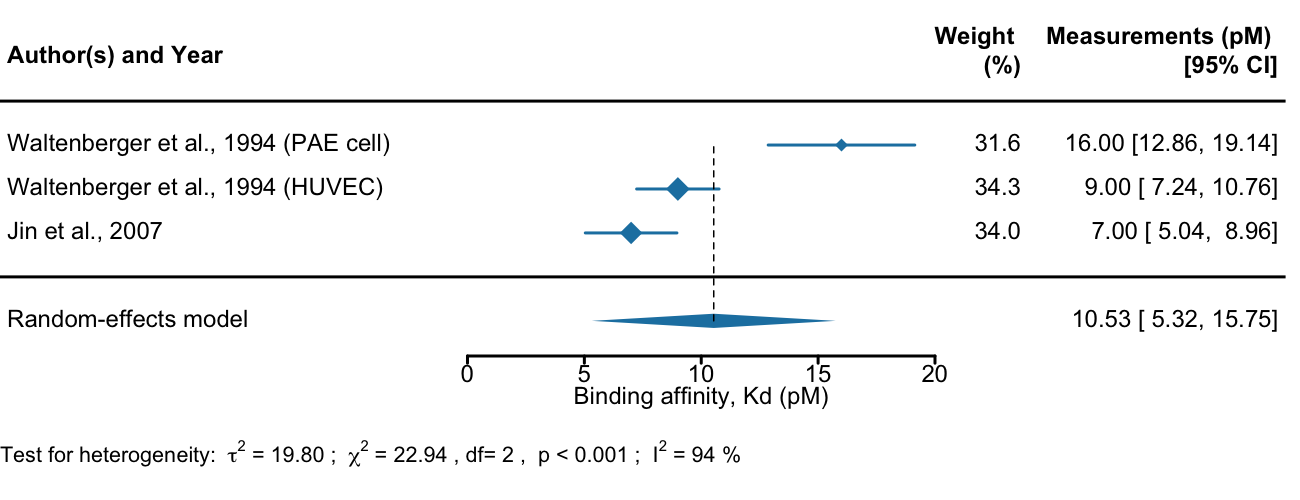 Author(s) and Year Weight (%) Measurements (pM) [95% CI]
Waltenberger et al., 1994 (PAE cell) 31.6 16.00 [12.86, 19.14]
Waltenberger et al., 1994 (HUVEC) 34.3 9.00 [ 7.24, 10.76]
Jin et al., 2007 34.0 7.00 [ 5.04, 8.96]
Random-effects model 10.53 [ 5.32, 15.75]
0 5 10 15 20
Binding affinity, Kd (pM)
Test for heterogeneity: τ² = 19.80 ; χ² = 22.94 , df= 2 , p < 0.001 ; I² = 94 %